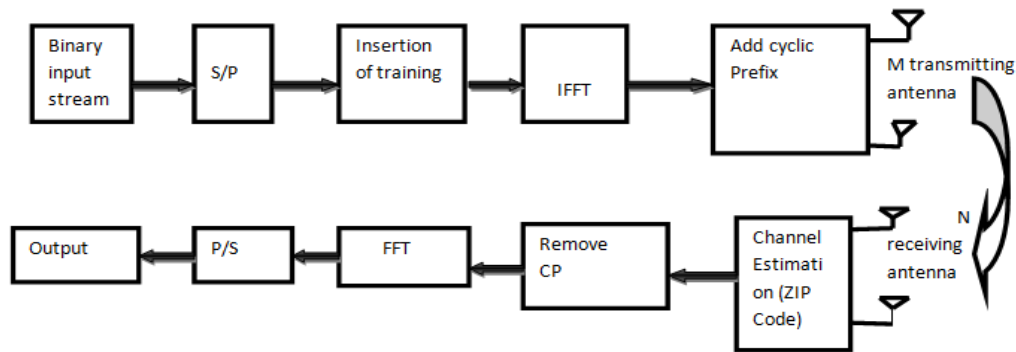 Binary
input
stream
S/P
Insertion
of training
IFFT
Add cyclic
Prefix
M transmitting
antenna
Output
P/S
FFT
Remove
CP
Channel
Estimati
on (ZIP
Code)
N
receiving
antenna